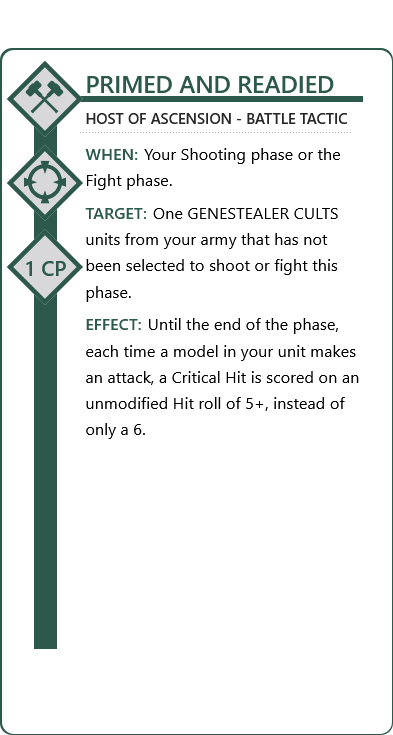 PRIMED AND READIED
HOST OF ASCENSION - BATTLE TACTIC
WHEN: Your Shooting phase or the
Fight phase.
TARGET: One GENESTEALER CULTS
units from your army that has not
been selected to shoot or fight this
phase.
1 CP
EFFECT: Until the end of the phase,
each time a model in your unit makes
an attack, a Critical Hit is scored on an
unmodified Hit roll of 5+, instead of
only a 6.